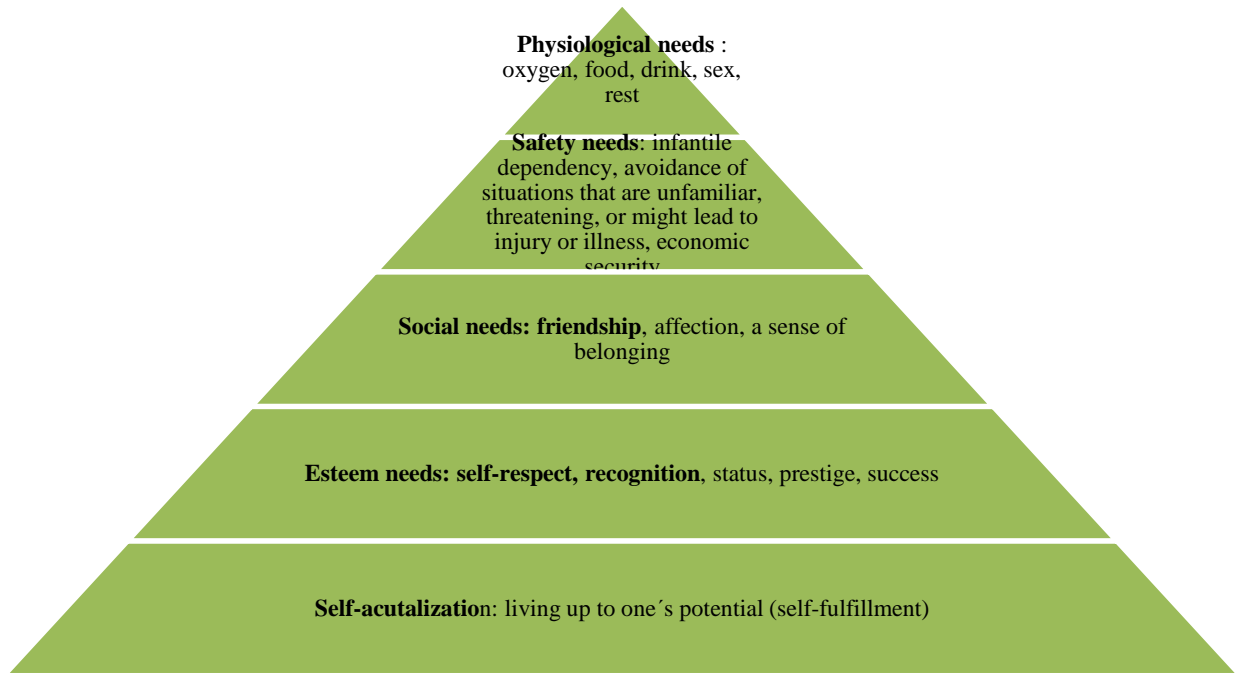 Physiological needs :
oxygen, food, drink, sex,
rest
Safety needs: infantile
dependency, avoidance of
situations that are unfamiliar,
threatening, or might lead to
injury or illness, economic
security
Social needs: friendship, affection, a sense of
belonging
Esteem needs: self-respect, recognition, status, prestige, success
Self-acutalization: living up to one´s potential (self-fulfillment)